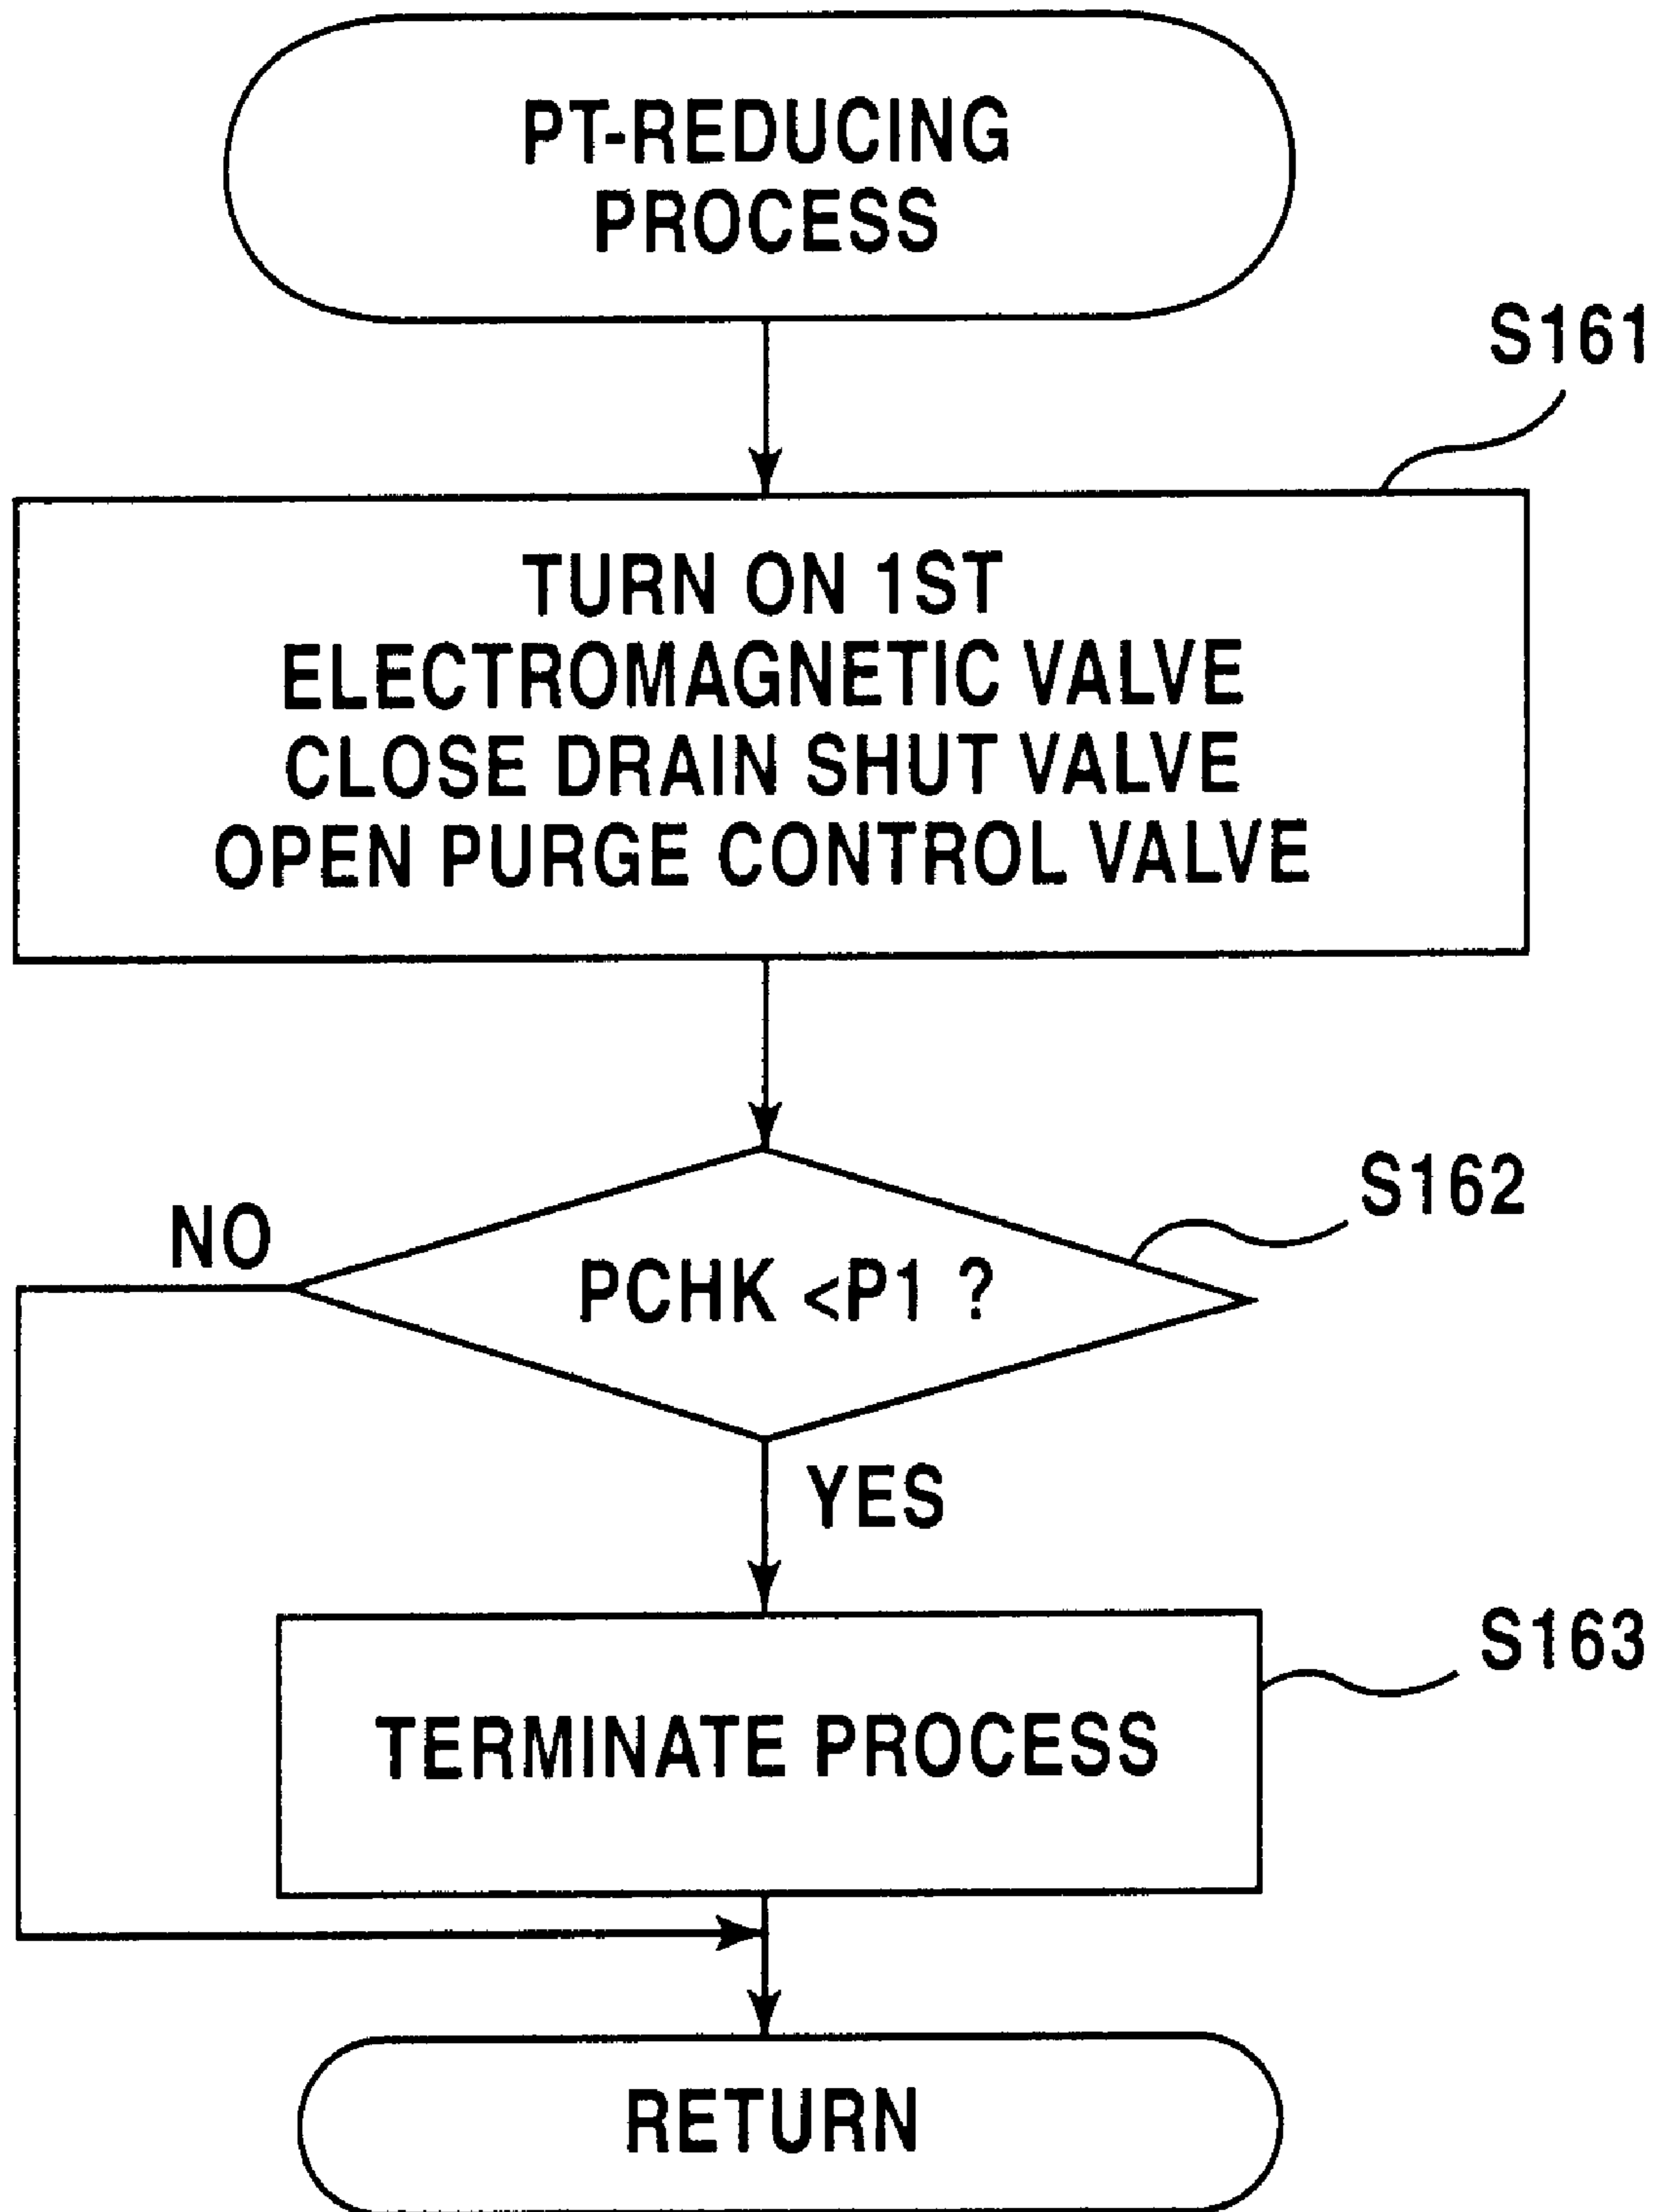 PT-REDUCING
PROCESS
S161
TURN ON 1ST
ELECTROMAGNETIC VALVE
CLOSE DRAIN SHUT VALVE
OPEN PURGE CONTROL VALVE
S162
NO
PCHK <P1 ?
YES
S163
TERMINATE PROCESS
RETURN